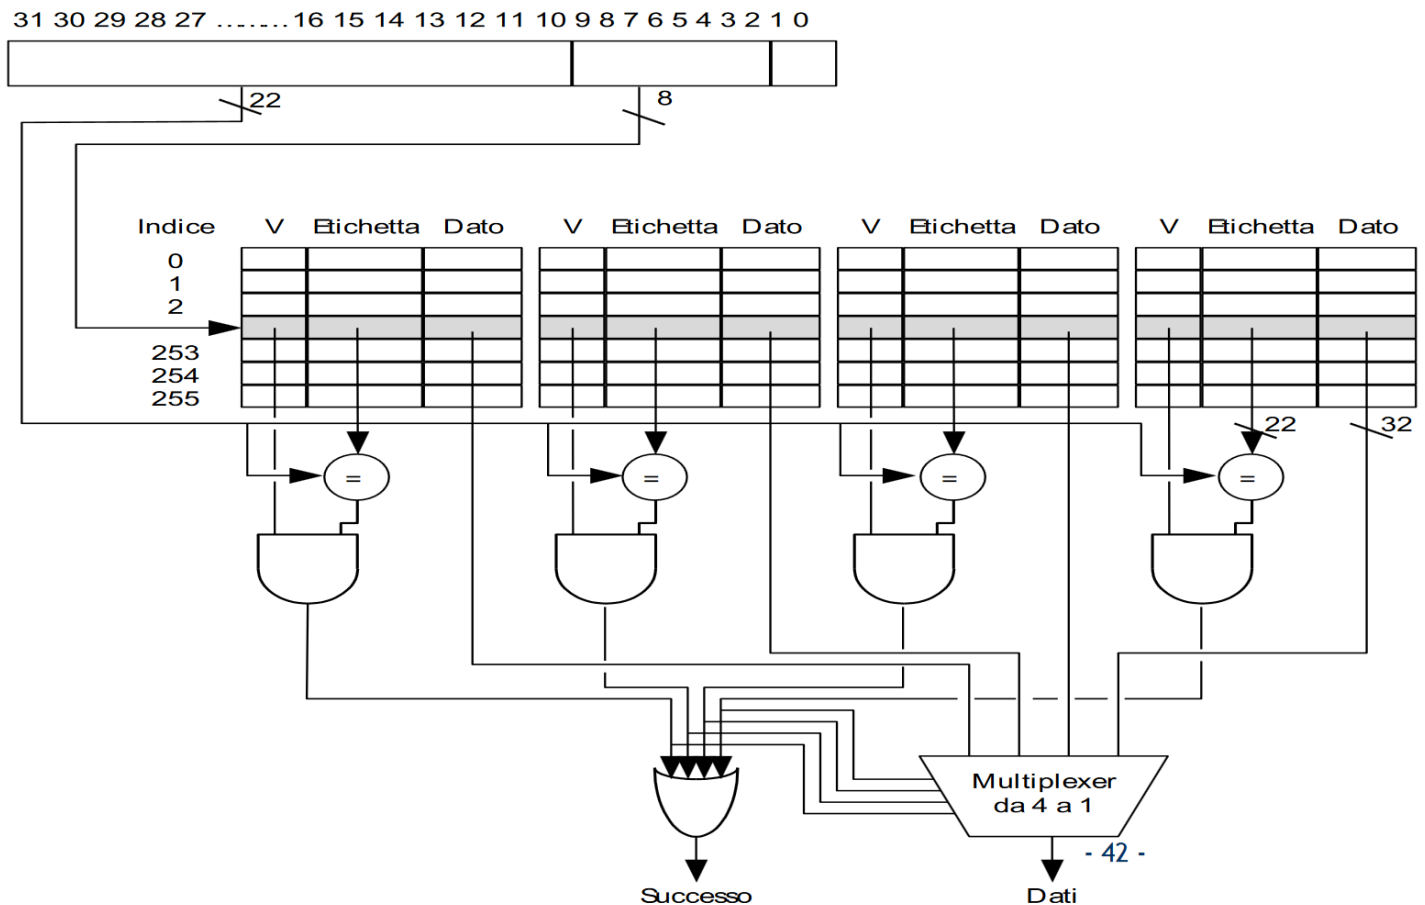 31 30 29 28 27 ........ 16 15 14 13 12 11 10 9 8 7 6 5 4 3 2 1 0
22
8
Indice V Etichetta Dato V Etichetta Dato V Etichetta Dato V Etichetta Dato
0
1
2
253
254
255
22
32
= = = =
Multiplexer
da 4 a 1
- 42 -
Successo
Dati